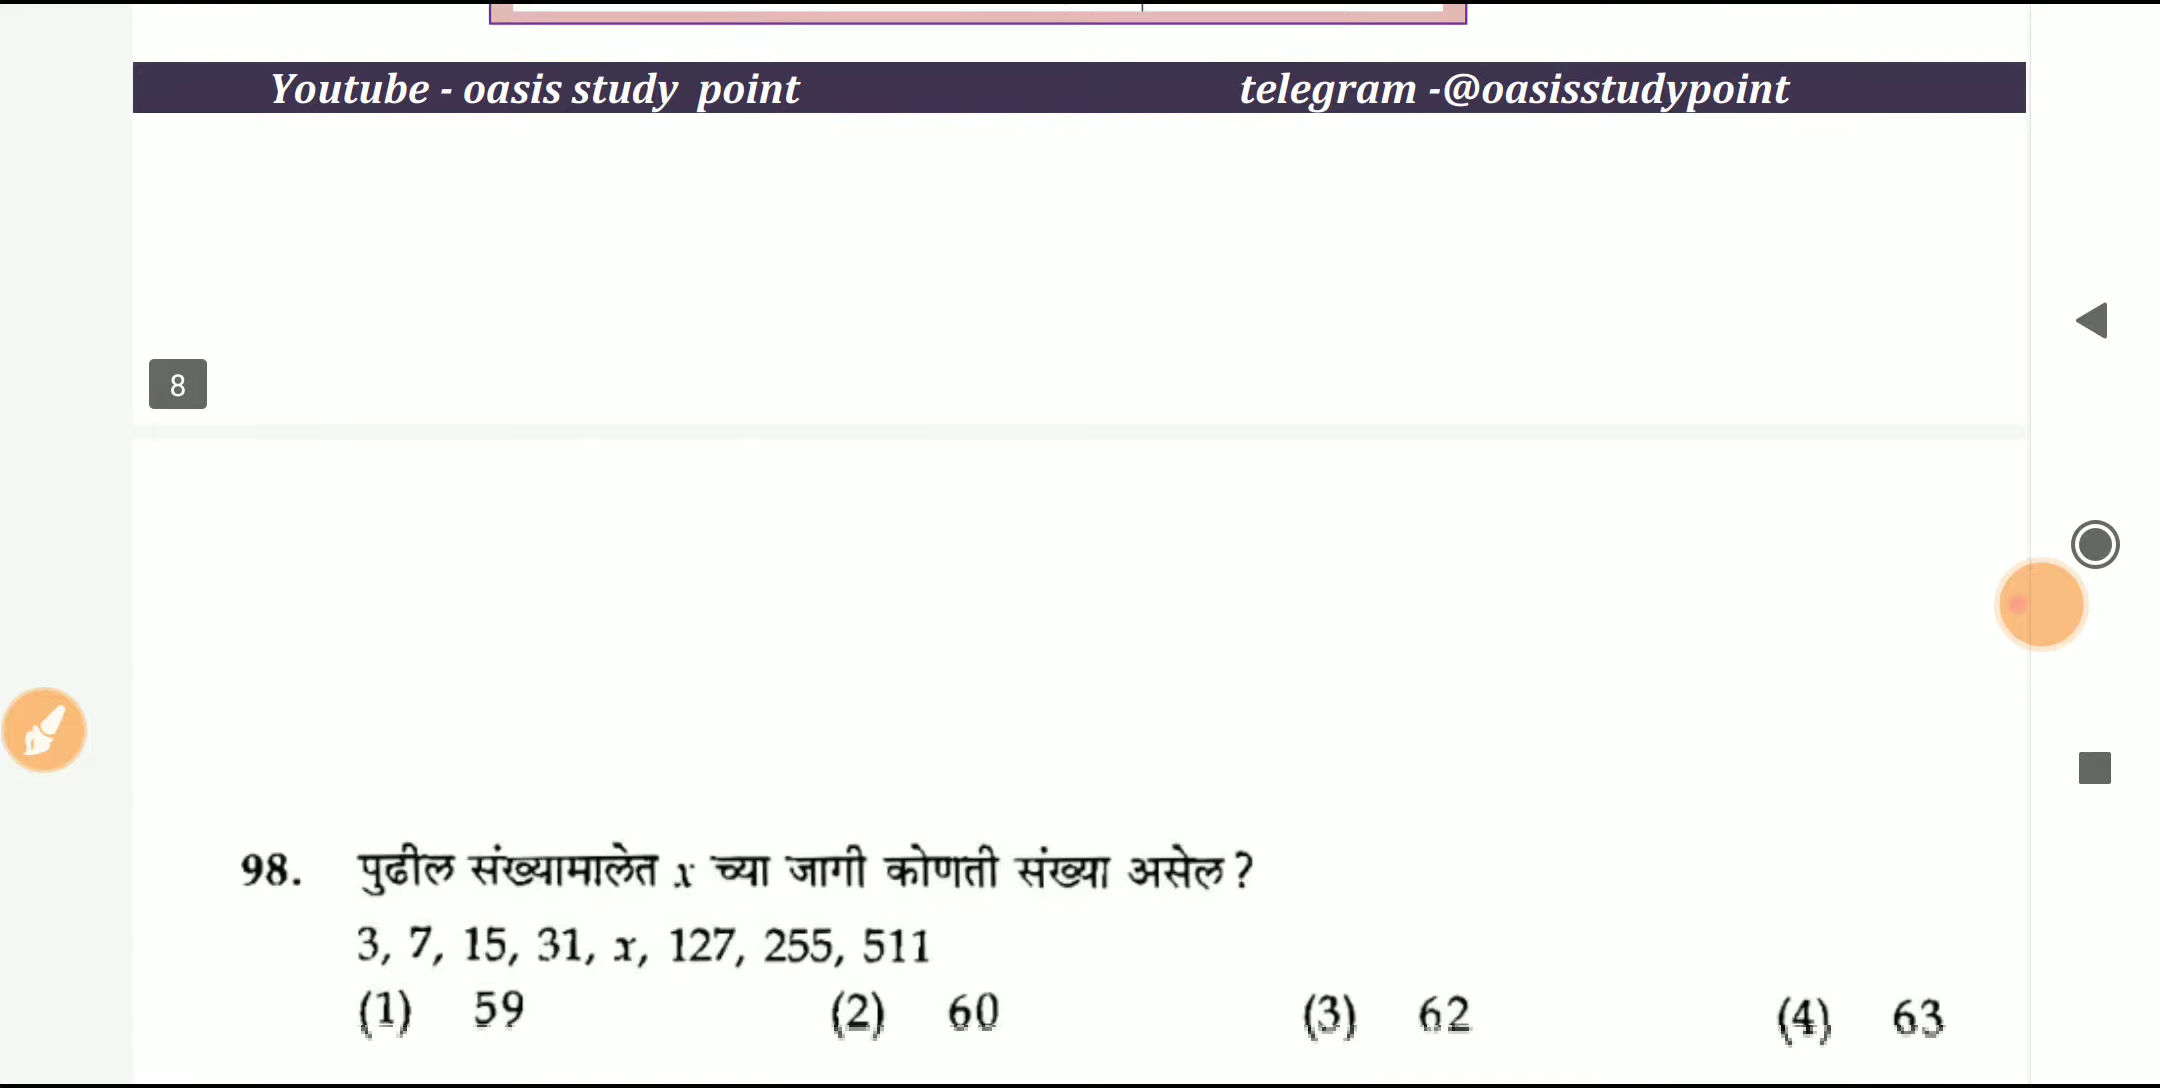 Youtube - oasis study point telegram -@oasisstudypoint
8
98. पुढील संख्यामालेत x च्या जागी कोणती संख्या असेल ?
3, 7, 15, 31, x, 127, 255, 511
(1) 59 (2) 60 (3) 62 (4) 63